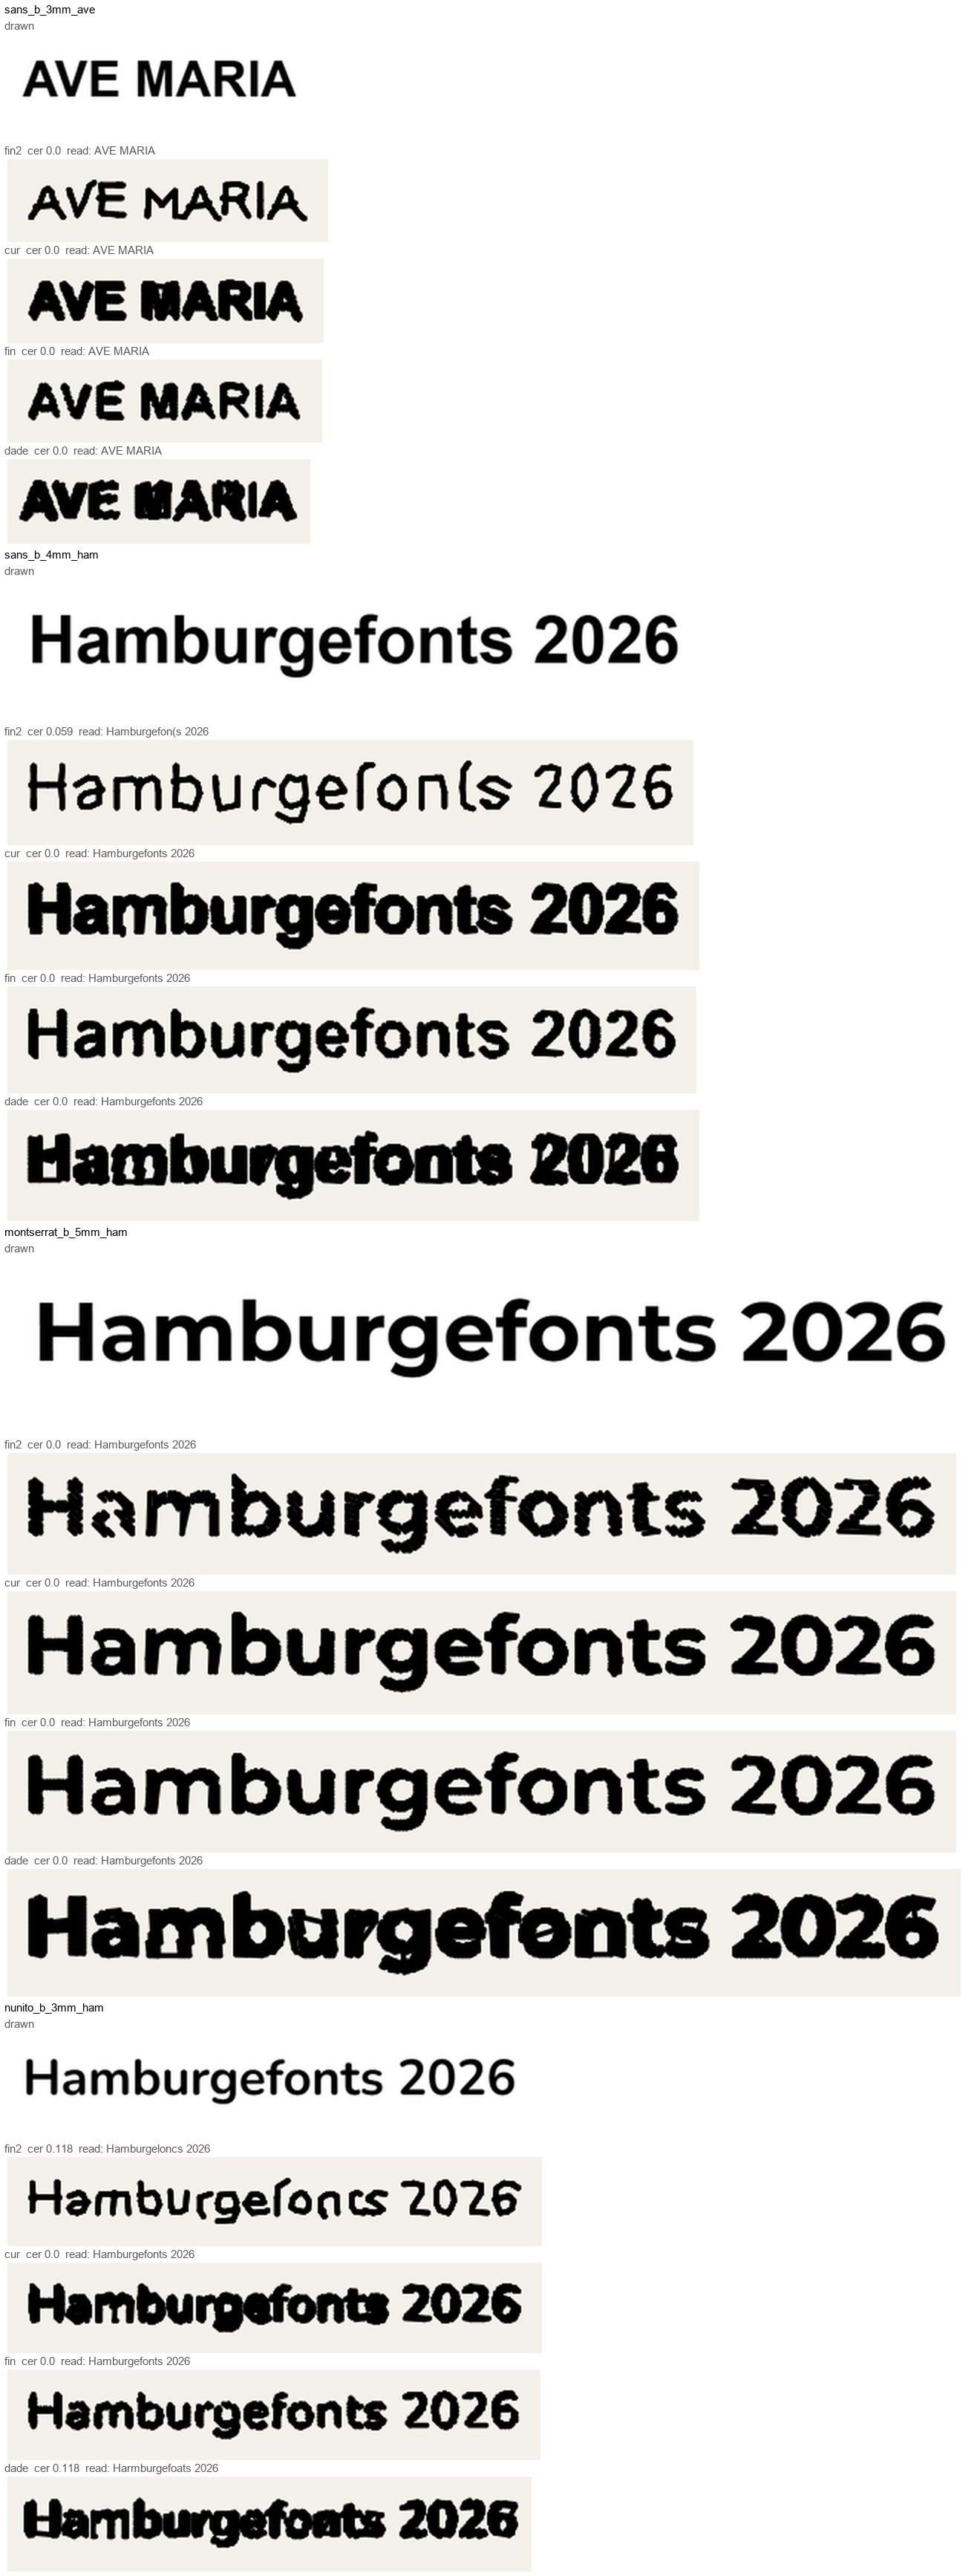 sans_b_3mm_ave
drawn
AVE MARIA
fin2 cer 0.0 read: AVE MARIA
AVE MARIA
cur cer 0.0 read: AVE MARIA
AVE MARIA
fin cer 0.0 read: AVE MARIA
AVE MARIA
dade cer 0.0 read: AVE MARIA
AVE MARIA
sans_b_4mm_ham
drawn
Hamburgefonts 2026
fin2 cer 0.059 read: Hamburgefon(s 2026
Hamburgefonts 2026
cur cer 0.0 read: Hamburgefonts 2026
Hamburgefonts 2026
fin cer 0.0 read: Hamburgefonts 2026
Hamburgefonts 2026
dade cer 0.0 read: Hamburgefonts 2026
Hamburgefonts 2026
montserrat_b_5mm_ham
drawn
Hamburgefonts 2026
fin2 cer 0.0 read: Hamburgefonts 2026
Hamburgefonts 2026
cur cer 0.0 read: Hamburgefonts 2026
Hamburgefonts 2026
fin cer 0.0 read: Hamburgefonts 2026
Hamburgefonts 2026
dade cer 0.0 read: Hamburgefonts 2026
Hamburgefonts 2026
nunito_b_3mm_ham
drawn
Hamburgefonts 2026
fin2 cer 0.118 read: Hamburgeloncs 2026
Hamburgefonts 2026
cur cer 0.0 read: Hamburgefonts 2026
Hamburgefonts 2026
fin cer 0.0 read: Hamburgefonts 2026
Hamburgefonts 2026
dade cer 0.118 read: Harmburgefoats 2026
Hamburgefonts 2026